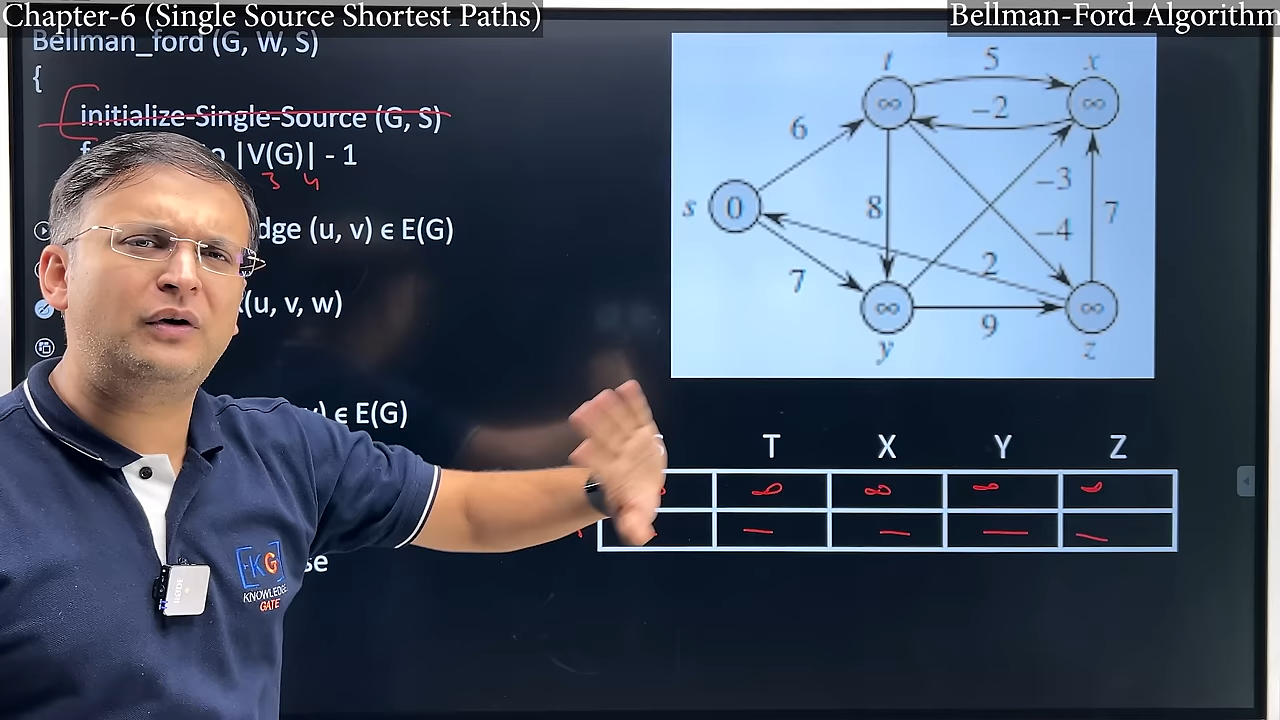 Chapter-6 (Single Source Shortest Paths)
Bellman-Ford Algorithm
Bellman_ford (G, W, S)
{
initialize-Single-Source (G, S)
|V(G)| - 1
3 4
dge (u, v) ϵ E(G)
(u, v, w)
) ϵ E(G)
se
t
5
x
∞
-2
∞
6
s
0
8
-3
7
-4
7
2
∞
∞
9
y
z
T X Y Z
∞ ∞ ∞ ∞
— — — —
KG
KNOWLEDGE
GATE